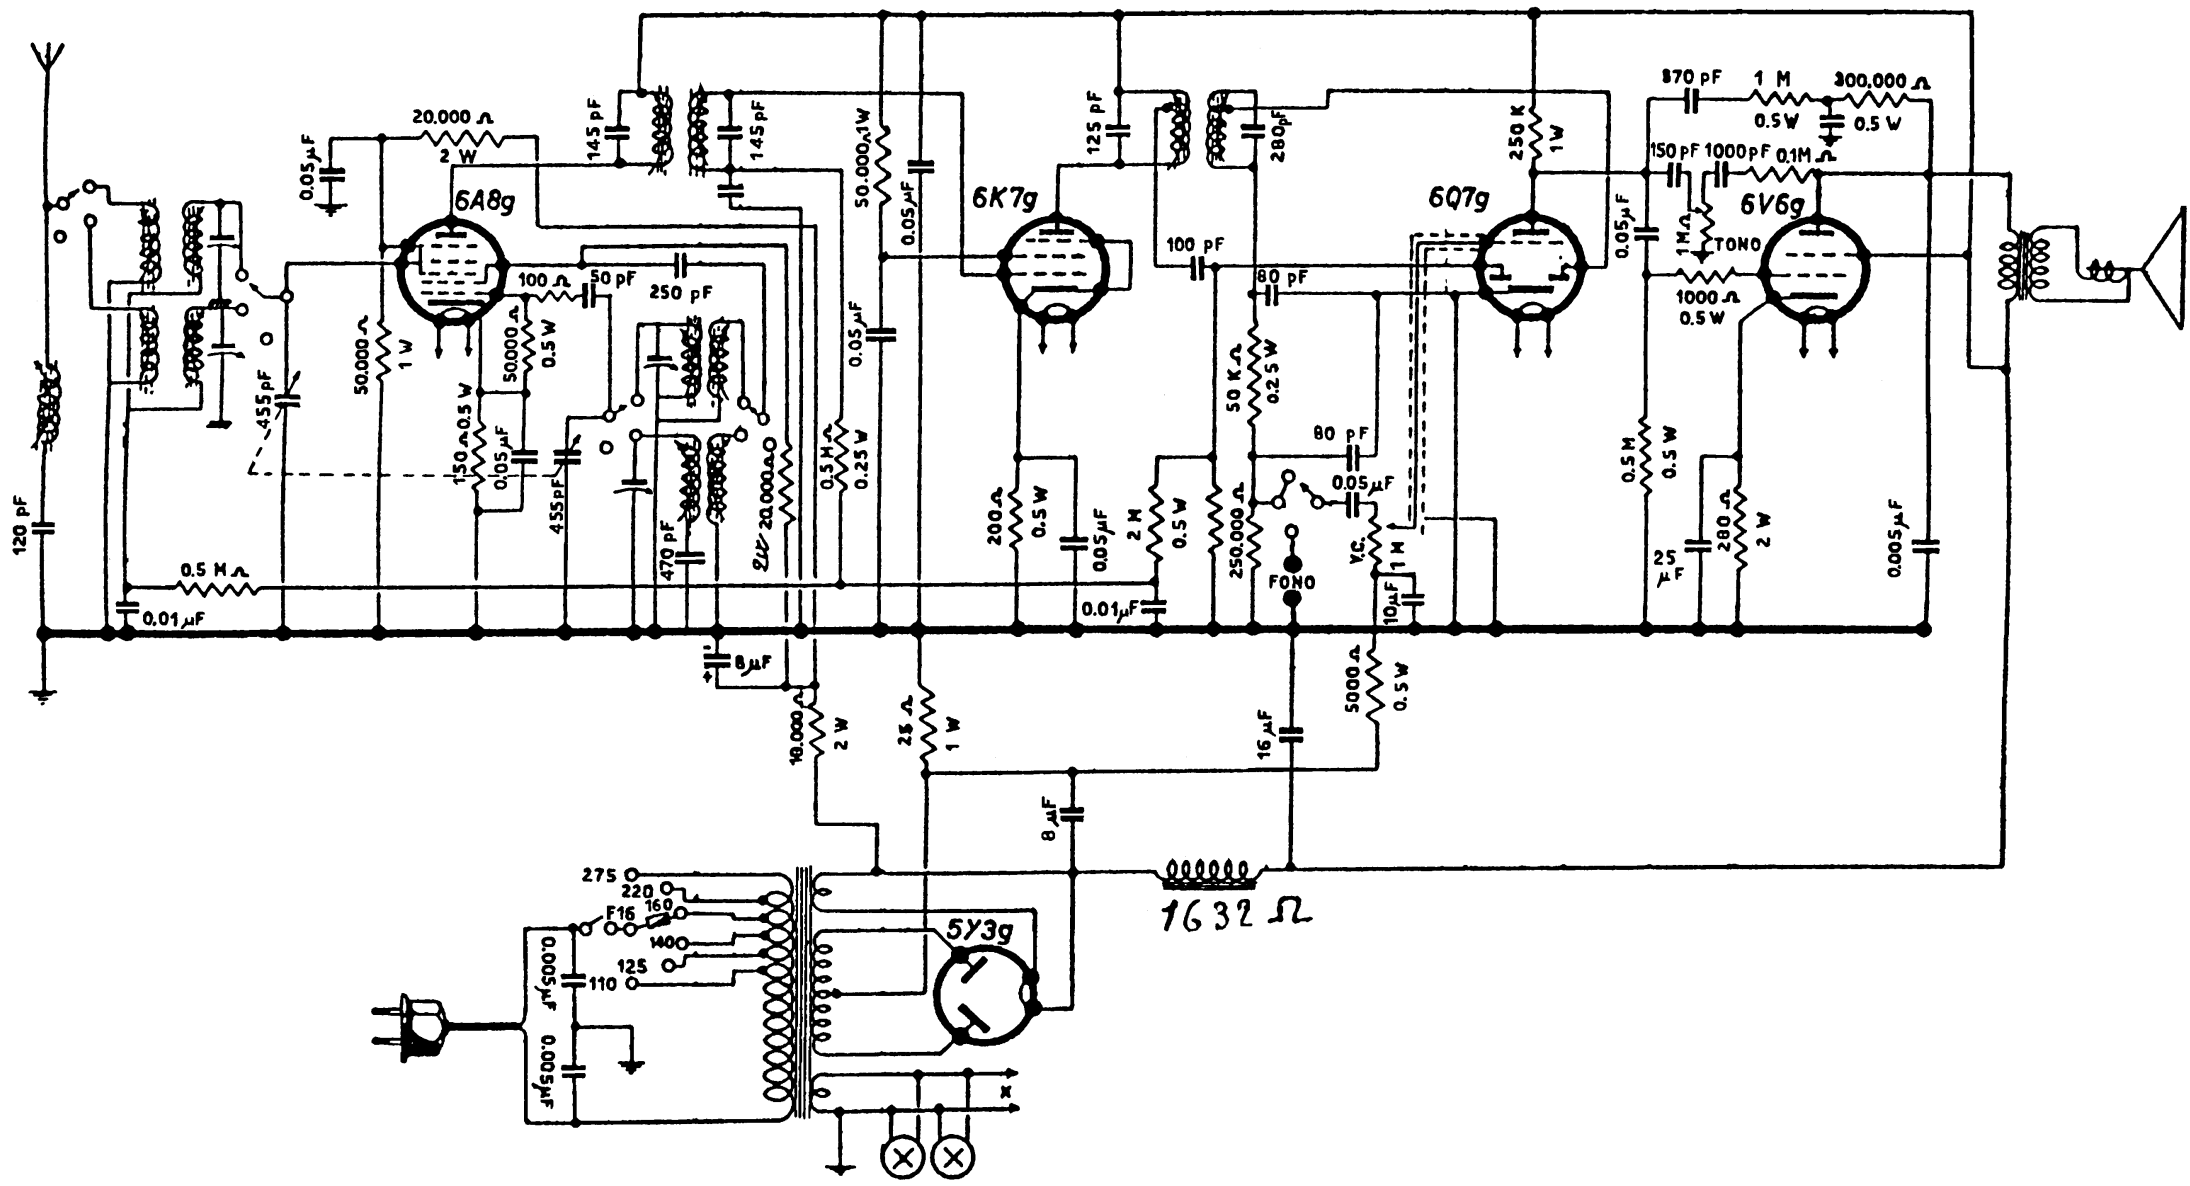 870 pF
1 M
300.000 Ω
0.5 W
0.5 W
20.000 Ω
2 W
0.05 µF
145 pF
145 pF
50.000 Ω 1W
0.05 µF
125 pF
280 pF
250 K
1W
150 pF
1000 pF
0.1M Ω
6A8g
6K7g
6Q7g
6V6g
0.05 µF
1 MΩ
TONO
100 pF
100 Ω
50 pF
250 pF
80 pF
1000 Ω
0.5 W
50.000 Ω
1 W
50.000 Ω
0.5 W
0.05 µF
455 pF
150 Ω 0.5 W
0.05 µF
455 pF
50 KΩ
0.25 W
80 pF
0.5 MΩ
0.25 W
20.000 Ω
2W
0.05 µF
0.5 M
0.5 W
120 pF
470 pF
200 Ω
0.5 W
0.05 µF
2 M
0.5 W
250.000 Ω
V.C.
1 M
25 µF
280 Ω
2 W
0.005 µF
0.5 M Ω
0.01 µF
0.01 µF
FONO
10 µF
- 8 µF
+
10.000 Ω
2 W
25 Ω
1 W
16 µF
5000 Ω
0.5 W
8 µF
275
220
F16
160
140
125
110
5Y3g
1632 Ω
0.005 µF
0.005 µF
x